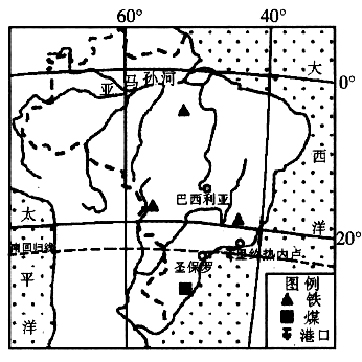 60° 40°
大
亚马孙河
0°
西
巴西利亚
太
洋
南回归线
20°
平
圣保罗
里约热内卢
洋
图例
铁
煤
港口